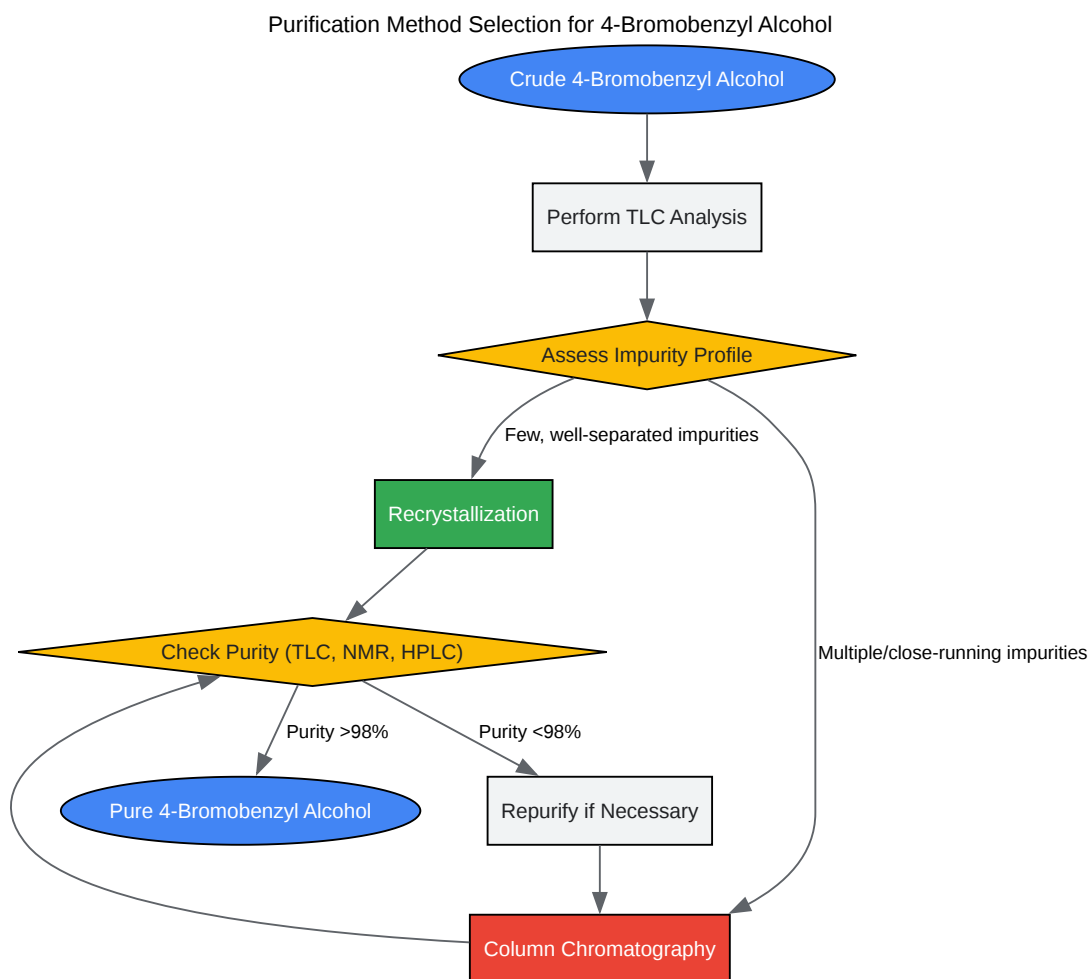 Purification Method Selection for 4-Bromobenzyl Alcohol
Crude 4-Bromobenzyl Alcohol
Perform TLC Analysis
Assess Impurity Profile
Few, well-separated impurities
Recrystallization
Check Purity (TLC, NMR, HPLC)
Multiple/close-running impurities
Purity >98%
Purity <98%
Pure 4-Bromobenzyl Alcohol
Repurify if Necessary
Column Chromatography